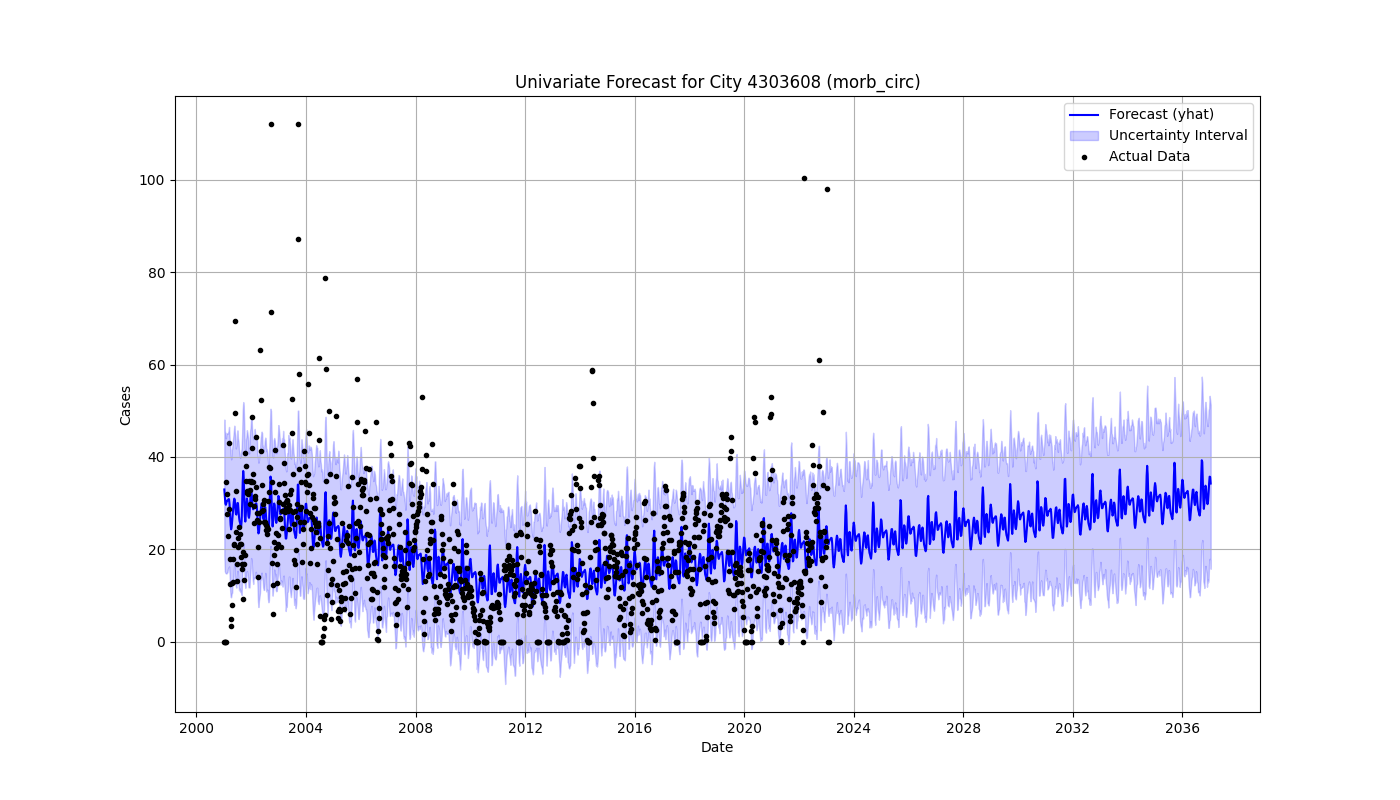 Univariate Forecast for City 4303608 (morb_circ)
Forecast (yhat)
Uncertainty Interval
Actual Data
100
80
60
40
20
0
Cases
2000 2004 2008 2012 2016 2020 2024 2028 2032 2036
Date